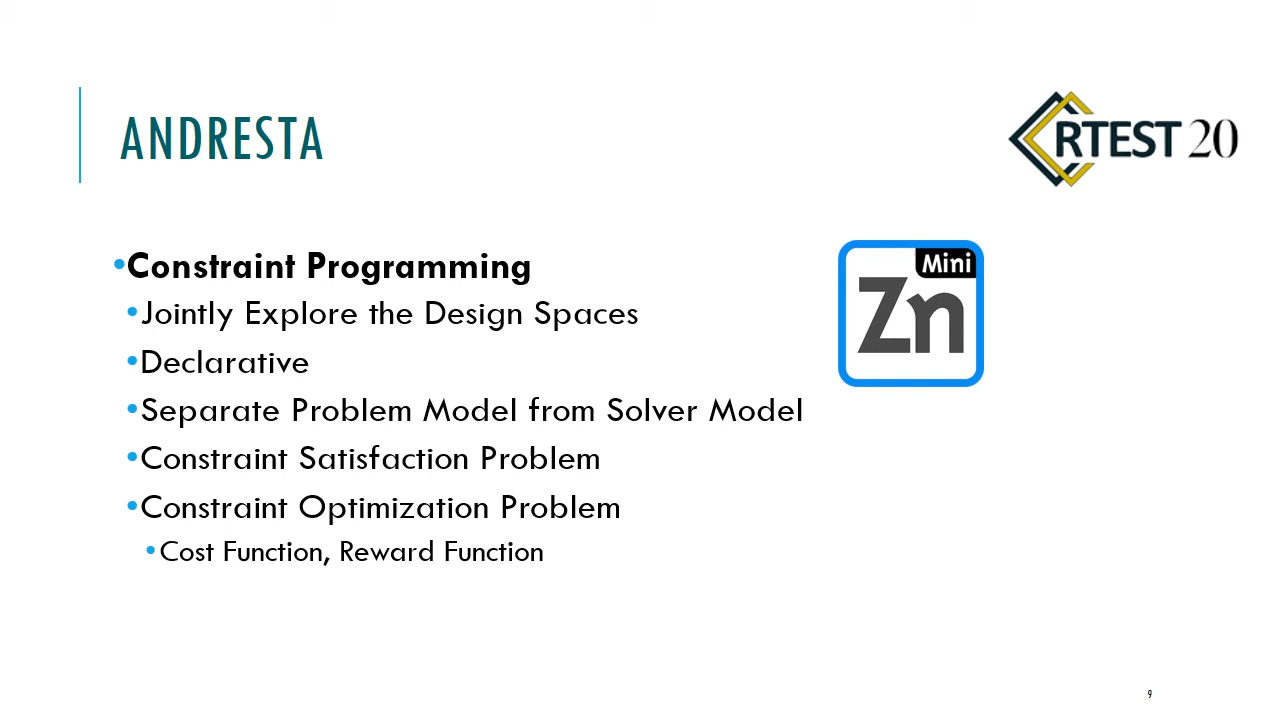 ANDRESTA
RTEST 20
•Constraint Programming
•Jointly Explore the Design Spaces
•Declarative
•Separate Problem Model from Solver Model
•Constraint Satisfaction Problem
•Constraint Optimization Problem
•Cost Function, Reward Function
Mini
Zn
9